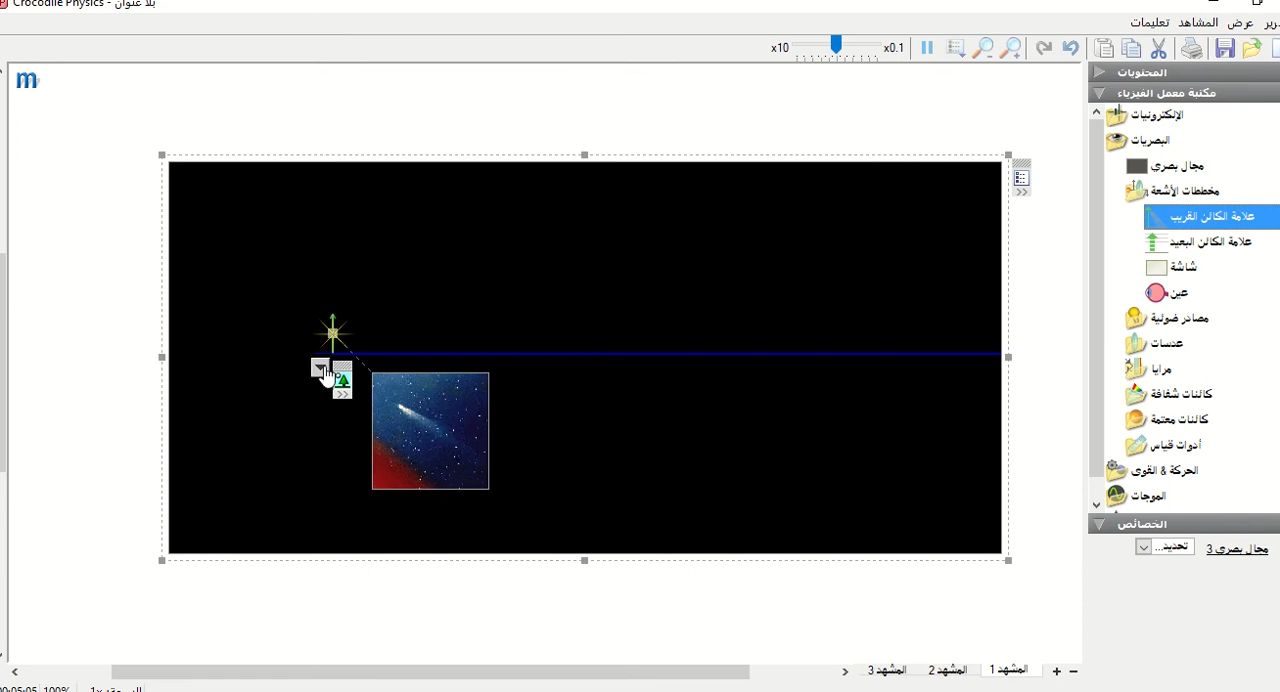 بلا عنوان - Crocodile Physics
عرض المشاهد تعليمات
x10 x0.1
m
المحتويات
مكتبة معمل الفيزياء
الإلكترونيات
البصريات
مجال بصري
مخططات الأشعة
علامة الكائن القريب
علامة الكائن البعيد
شاشة
عين
مصادر ضوئية
عدسات
مرايا
كائنات شفافة
كائنات معتمة
أدوات قياس
الحركة & القوى
الموجات
الخصائص
مجال بصري 3 تحديد...
المشهد 1 المشهد 2 المشهد 3
100%